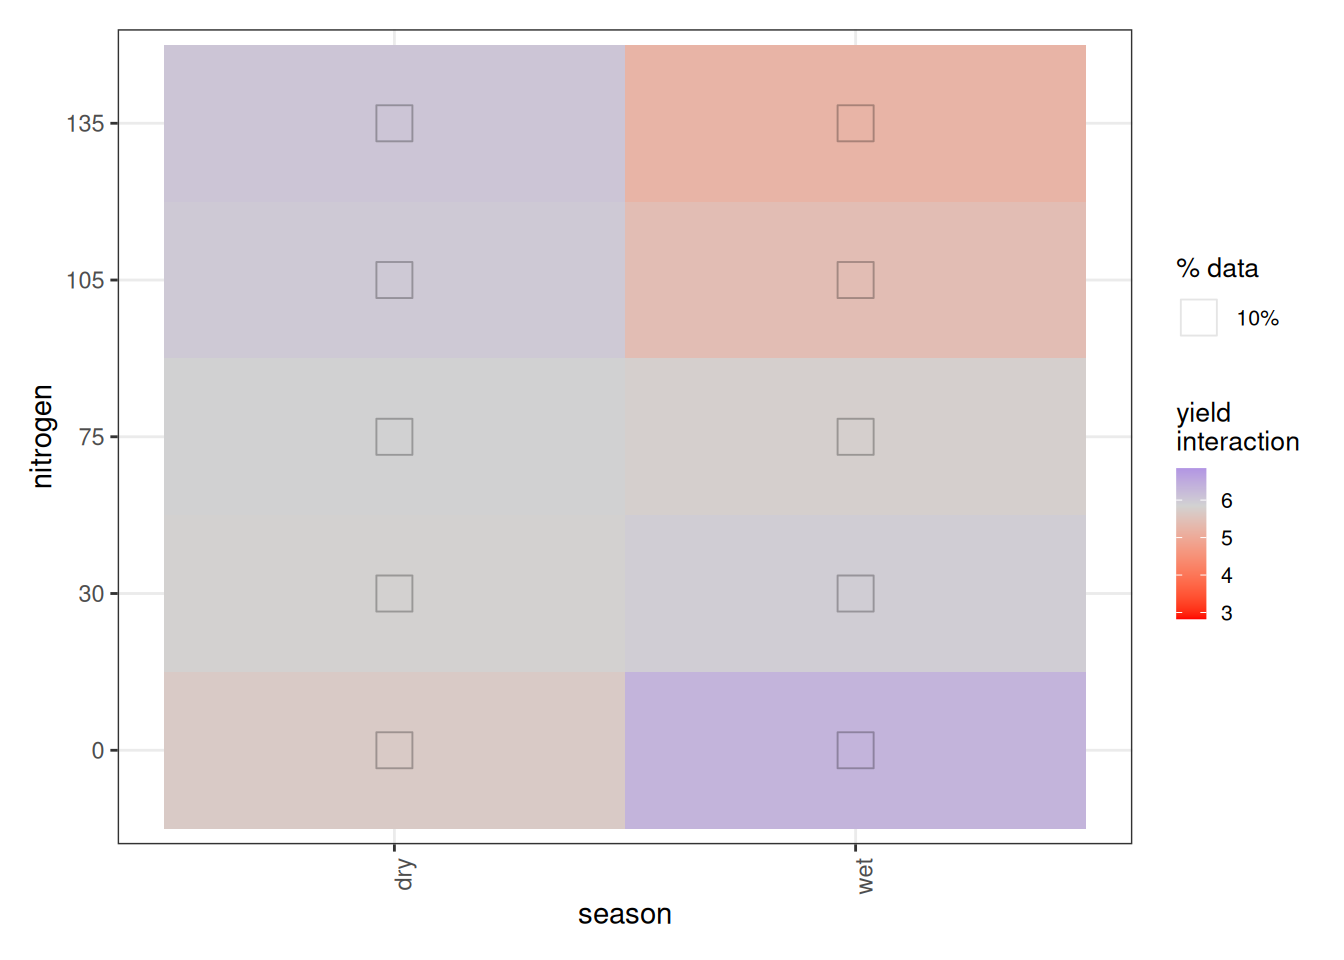 135
105
75
30
0
nitrogen
dry
wet
season
% data
10%
yield
interaction
6
5
4
3